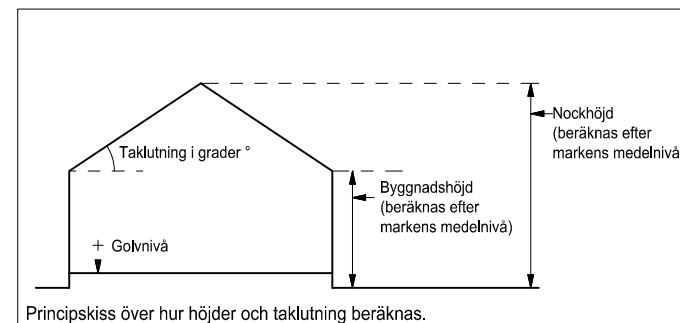 Nockhöjd
(beräknas efter
markens medelnivå
Taklutning i grader °
Byggnadshöjd
(beräknas efter
markens medelnivå)
+ Golvnivå
Principskiss över hur höjder och taklutning beräknas.